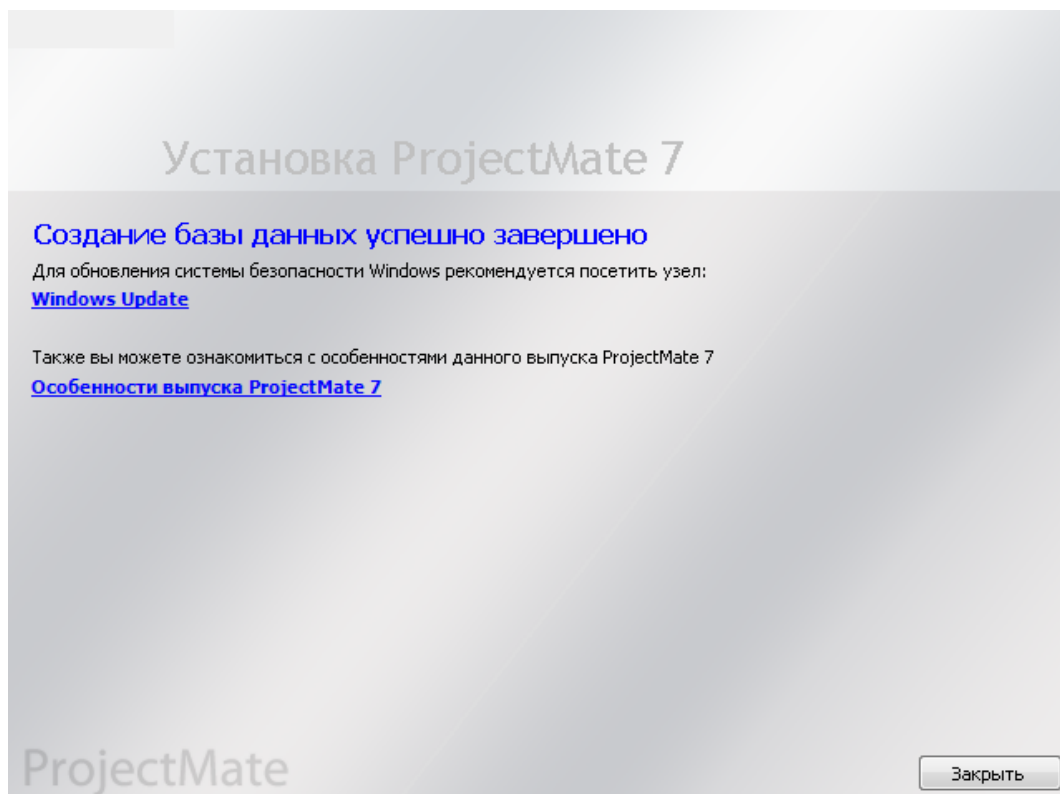 Установка ProjectMate 7
Создание базы данных успешно завершено
Для обновления системы безопасности Windows рекомендуется посетить узел:
Windows Update
Также вы можете ознакомиться с особенностями данного выпуска ProjectMate 7
Особенности выпуска ProjectMate 7
ProjectMate
Закрыть